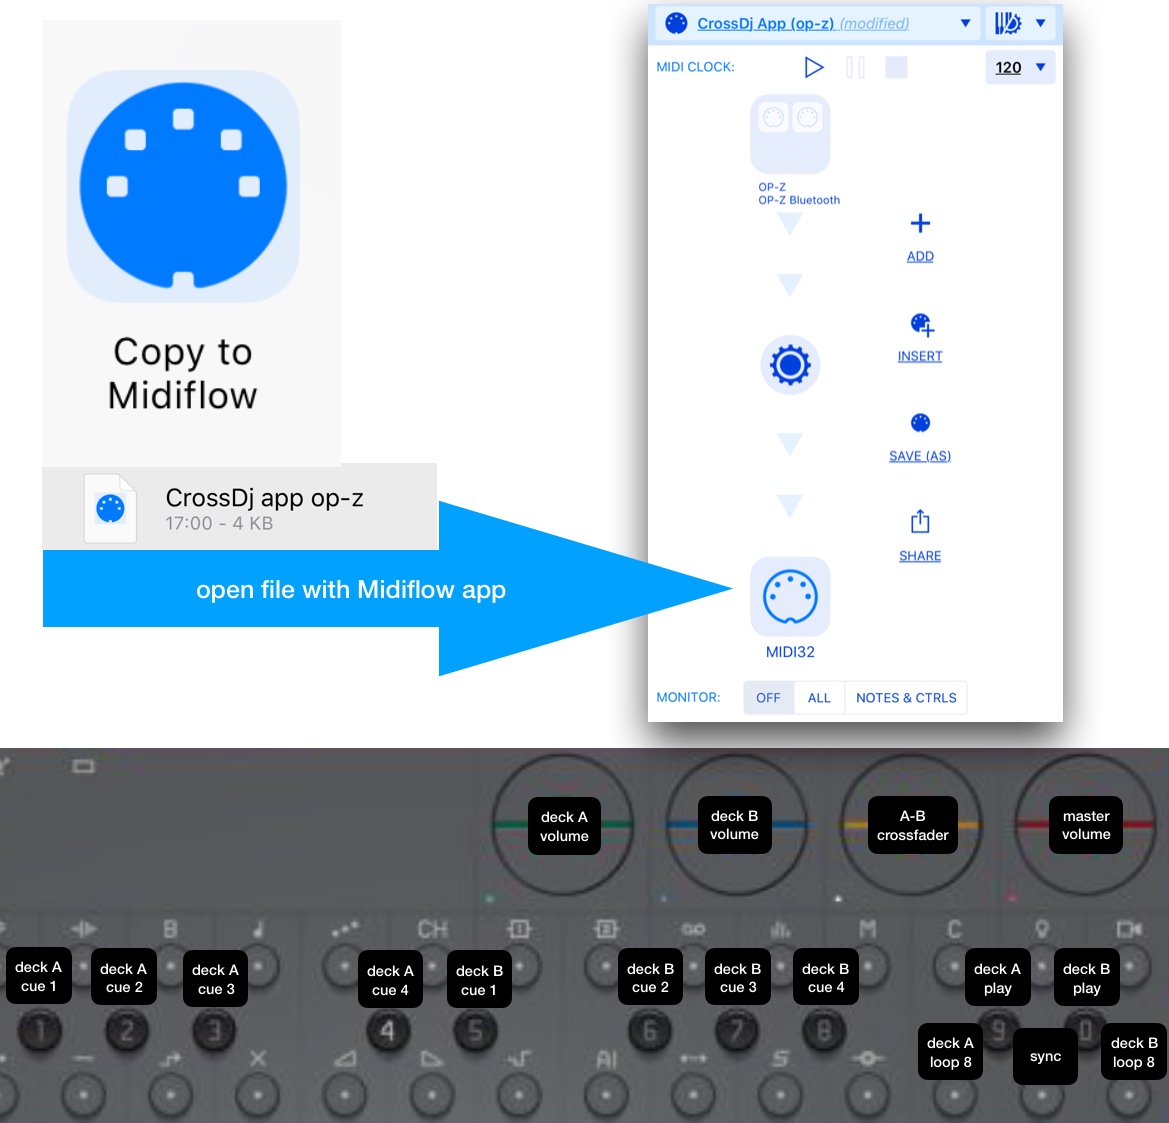 Copy to
Midiflow
CrossDj app op-z
17:00 - 4 KB
open file with Midiflow app
CrossDj App (op-z) (modified)
MIDI CLOCK:
120
OP-Z
OP-Z Bluetooth
ADD
INSERT
SAVE (AS)
SHARE
MIDI32
MONITOR:
OFF
ALL
NOTES & CTRLS
deck A
volume
deck B
volume
A-B
crossfader
master
volume
B
CH
M
C
deck A
cue 1
deck A
cue 2
deck A
cue 3
deck A
cue 4
deck B
cue 1
deck B
cue 2
deck B
cue 3
deck B
cue 4
deck A
play
deck B
play
1
2
3
4
5
6
7
8
9
0
deck A
loop 8
sync
deck B
loop 8
AI
S